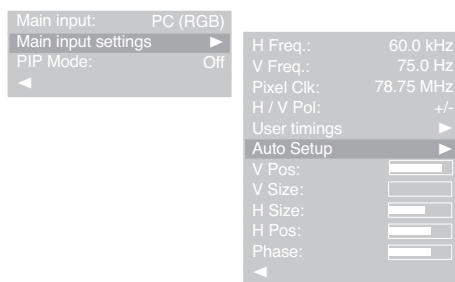 Main input: PC (RGB)
Main input settings
PIP Mode: Off
H Freq.: 60.0 kHz
V Freq.: 75.0 Hz
Pixel Clk: 78.75 MHz
H / V Pol: +/-
User timings
Auto Setup
V Pos:
V Size:
H Size:
H Pos:
Phase: